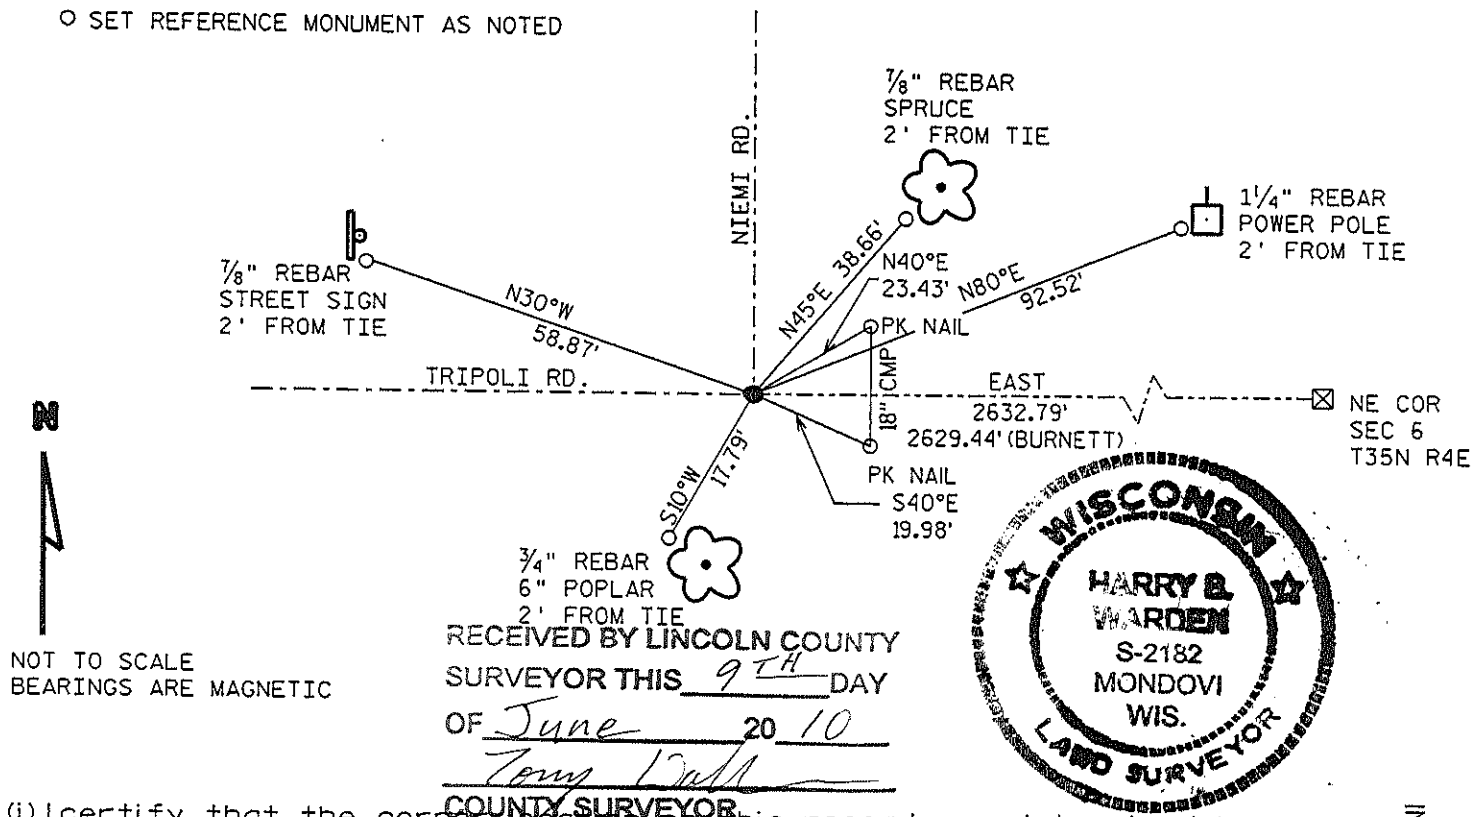 SET REFERENCE MONUMENT AS NOTED
7/8" REBAR
SPRUCE
2' FROM TIE
NIEMI RD.
1 1/4" REBAR
POWER POLE
2' FROM TIE
7/8" REBAR
STREET SIGN
2' FROM TIE
N30°W
58.87'
N45°E 38.66'
N40°E
23.43'
N80°E
92.52'
PK NAIL
18" CMP
TRIPOLI RD.
EAST
2632.79'
2629.44' (BURNETT)
NE COR
SEC 6
T35N R4E
PK NAIL
S40°E
19.98'
S10°W
17.79'
3/4" REBAR
6" POPLAR
2' FROM TIE
N
NOT TO SCALE
BEARINGS ARE MAGNETIC
RECEIVED BY LINCOLN COUNTY
SURVEYOR THIS 9TH DAY
OF June 20 10
Tony
COUNTY SURVEYOR
WISCONSIN
HARRY B.
WARDEN
S-2182
MONDOVI
WIS.
LAND SURVEYOR
(i) I certify that the